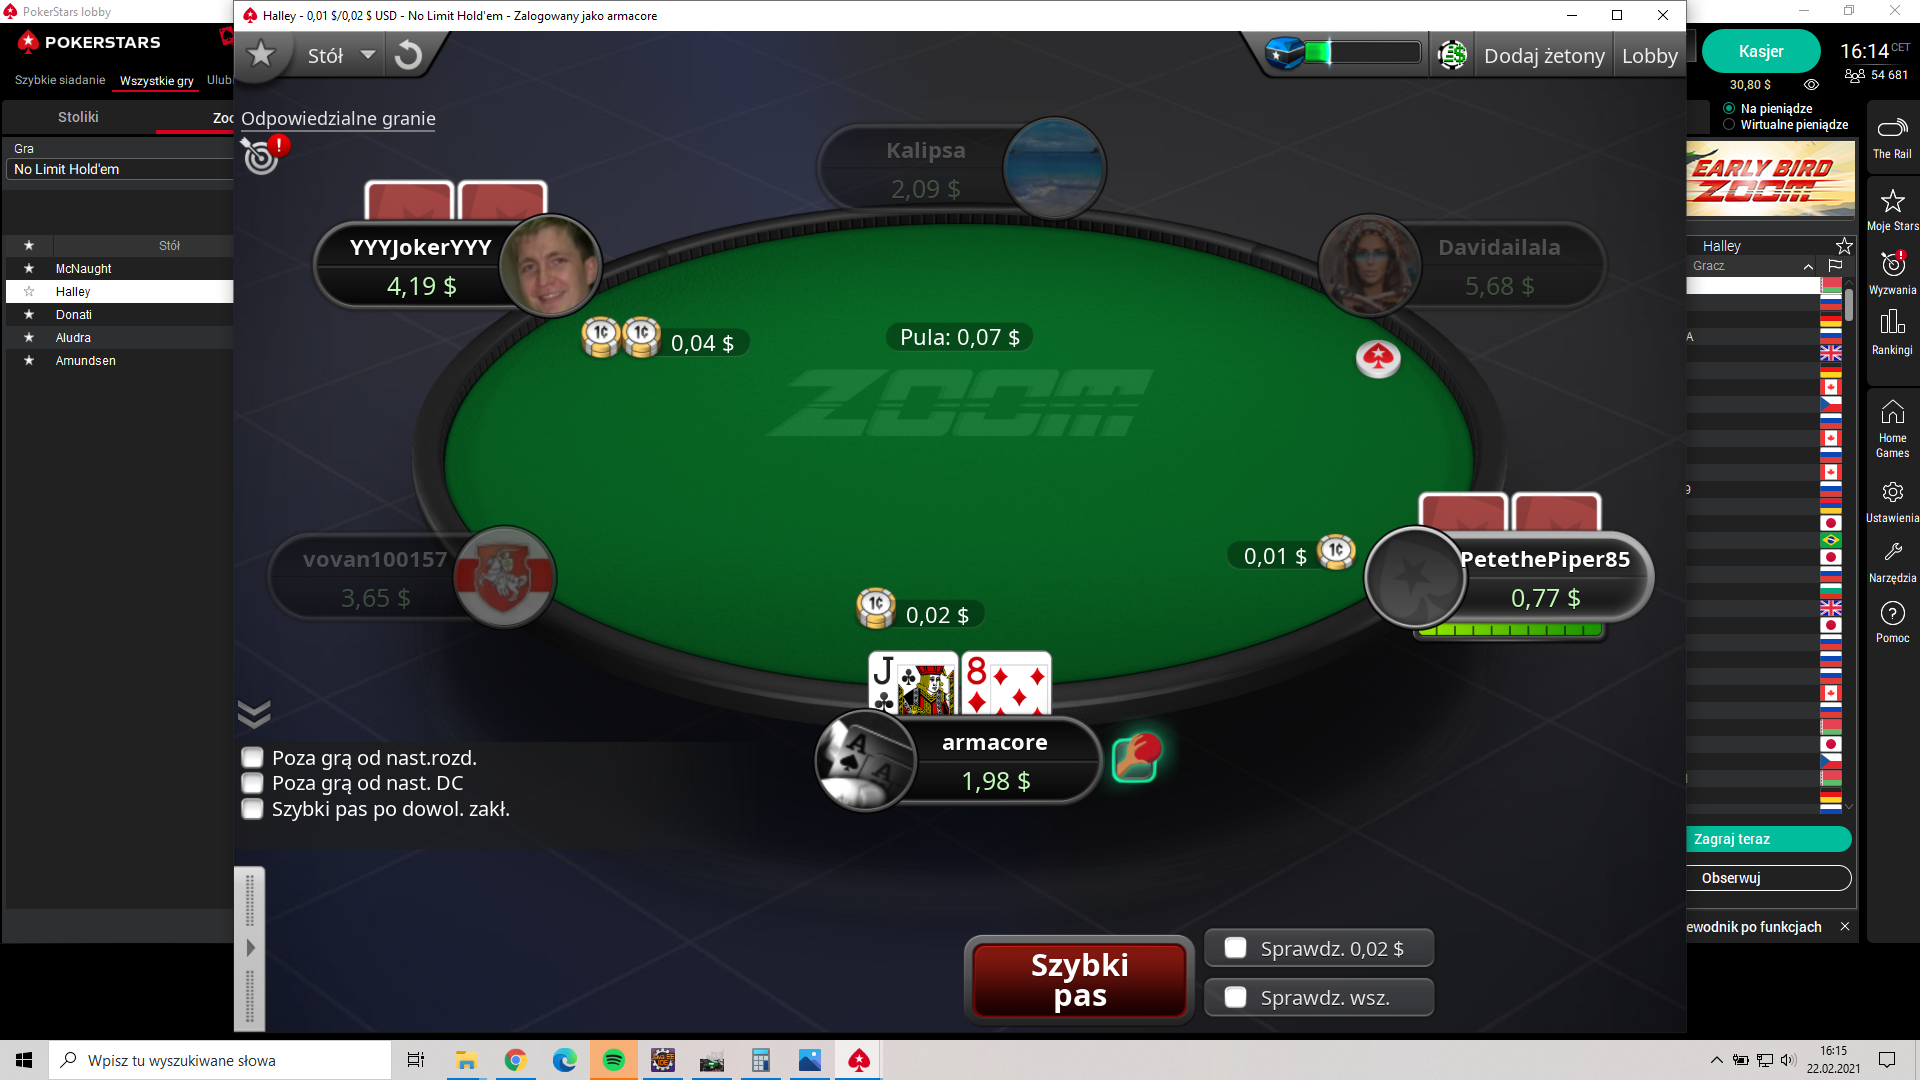 PokerStars lobby
Halley - 0,01 $/0,02 $ USD - No Limit Hold'em - Zalogowany jako armacore
POKERSTARS
Szybkie siadanie
Wszystkie gry
Stoliki
Gra
No Limit Hold'em
Stół
McNaught
Halley
Donati
Aludra
Amundsen
Stół
Dodaj żetony
Lobby
Odpowiedzialne granie
!
YYYJokerYYY
4,19 $
Kalipsa
2,09 $
Davidailala
5,68 $
1¢
1¢
0,04 $
Pula: 0,07 $
ZOOM
vovan100157
3,65 $
0,01 $
1¢
PetethePiper85
0,77 $
1¢
0,02 $
J
8
armacore
1,98 $
A
A
Poza grą od nast.rozd.
Poza grą od nast. DC
Szybki pas po dowol. zakł.
Szybki
pas
Sprawdz. 0,02 $
Sprawdz. wsz.
Kasjer
16:14 CET
30,80 $
54 681
Na pieniądze
Wirtualne pieniądze
EARLY BIRD
ZOOM
Halley
Gracz
A
9
Zagraj teraz
Obserwuj
ewodnik po funkcjach
The Rail
Moje Stars
!
Wyzwania
Rankingi
Home
Games
Ustawienia
Narzędzia
?
Pomoc
Wpisz tu wyszukiwane słowa
16:15
22.02.2021